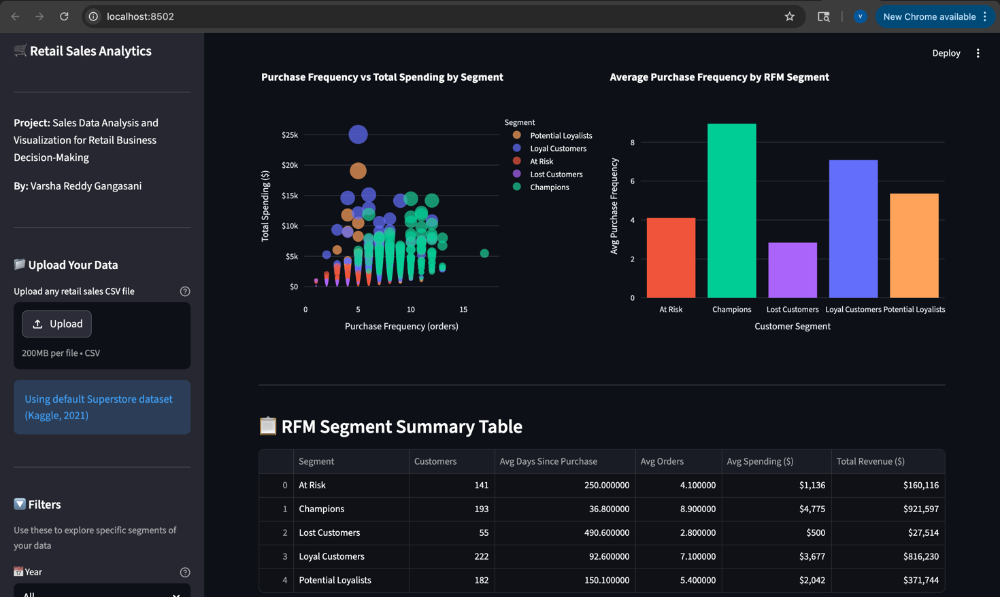 localhost:8502
V
New Chrome available
Retail Sales Analytics
Project: Sales Data Analysis and
Visualization for Retail Business
Decision-Making
By: Varsha Reddy Gangasani
Upload Your Data
Upload any retail sales CSV file
Upload
200MB per file • CSV
Using default Superstore dataset
(Kaggle, 2021)
Filters
Use these to explore specific segments of
your data
Year
All
Deploy
Purchase Frequency vs Total Spending by Segment
Total Spending ($)
$25k
$20k
$15k
$10k
$5k
$0
0 5 10 15
Purchase Frequency (orders)
Segment
Potential Loyalists
Loyal Customers
At Risk
Lost Customers
Champions
Average Purchase Frequency by RFM Segment
Avg Purchase Frequency
8
6
4
2
0
At Risk Champions Lost Customers Loyal Customers Potential Loyalists
Customer Segment
RFM Segment Summary Table
Segment Customers Avg Days Since Purchase Avg Orders Avg Spending ($) Total Revenue ($)
0 At Risk 141 250.000000 4.100000 $1,136 $160,116
1 Champions 193 36.800000 8.900000 $4,775 $921,597
2 Lost Customers 55 490.600000 2.800000 $500 $27,514
3 Loyal Customers 222 92.600000 7.100000 $3,677 $816,230
4 Potential Loyalists 182 150.100000 5.400000 $2,042 $371,744